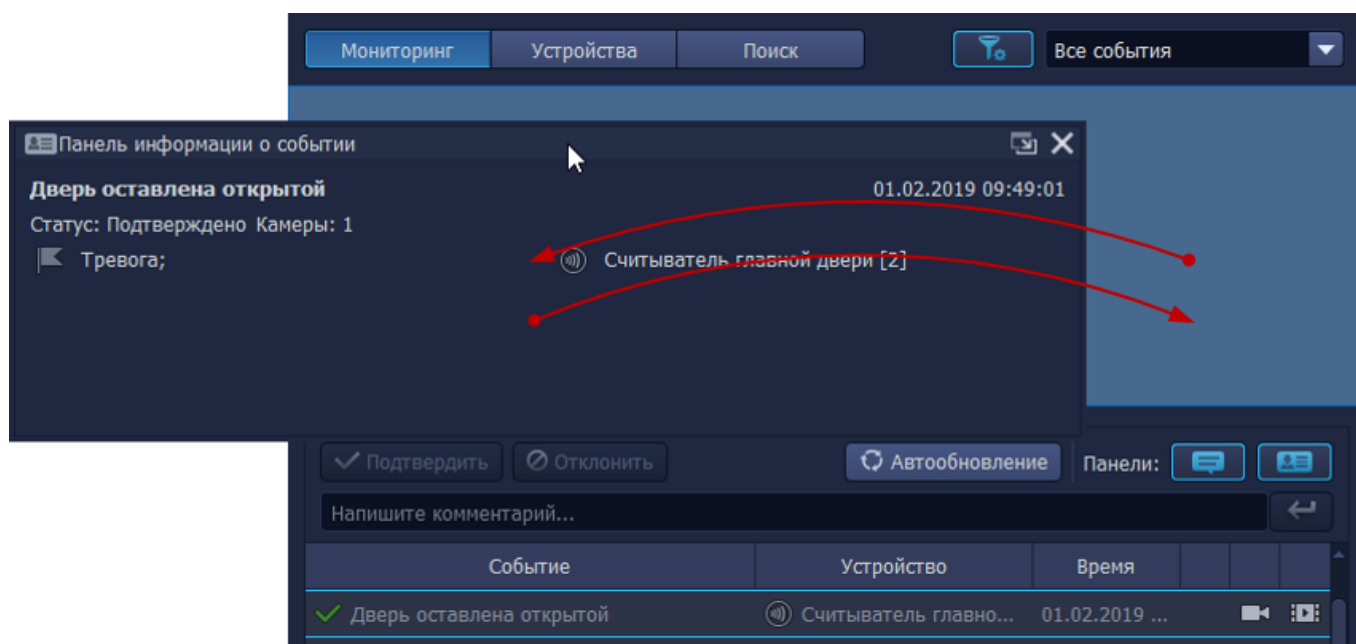 Мониторинг Устройства Поиск Все события
Панель информации о событии
Дверь оставлена открытой 01.02.2019 09:49:01
Статус: Подтверждено Камеры: 1
Тревога; Считыватель главной двери [2]
Подтвердить Отклонить Автообновление Панели:
Напишите комментарий...
Событие Устройство Время
Дверь оставлена открытой Считыватель главно... 01.02.2019 ...